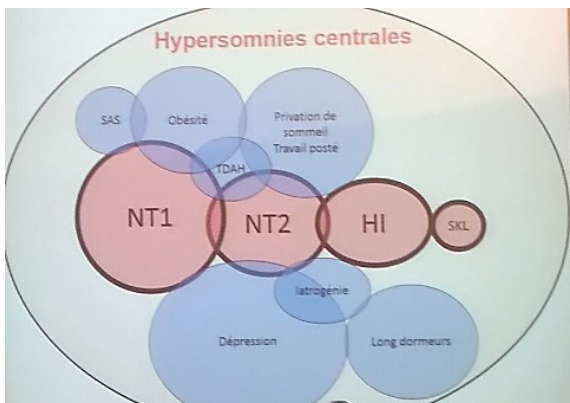 Hypersomnies centrales
SAS
Obésité
Privation de
sommeil
Travail posté
TDAH
NT1
NT2
HI
SKL
Iatrogénie
Dépression
Long dormeurs